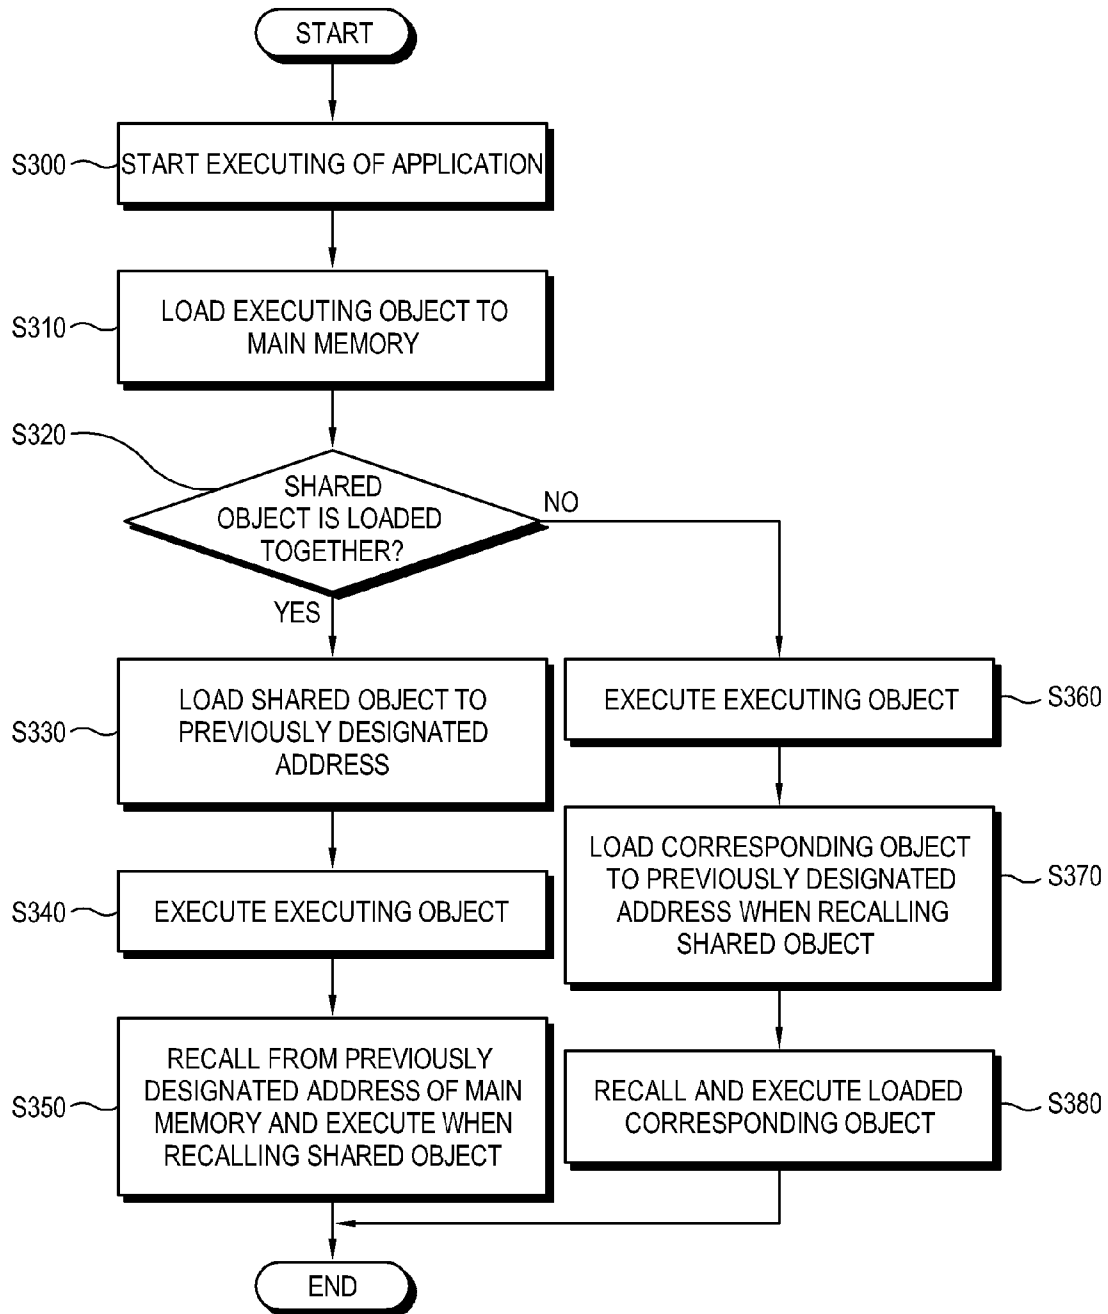 START
S300
START EXECUTING OF APPLICATION
S310
LOAD EXECUTING OBJECT TO
MAIN MEMORY
S320
SHARED
OBJECT IS LOADED
TOGETHER?
NO
YES
S330
LOAD SHARED OBJECT TO
PREVIOUSLY DESIGNATED
ADDRESS
S340
EXECUTE EXECUTING OBJECT
S350
RECALL FROM PREVIOUSLY
DESIGNATED ADDRESS OF MAIN
MEMORY AND EXECUTE WHEN
RECALLING SHARED OBJECT
EXECUTE EXECUTING OBJECT
S360
LOAD CORRESPONDING OBJECT
TO PREVIOUSLY DESIGNATED
ADDRESS WHEN RECALLING
SHARED OBJECT
S370
RECALL AND EXECUTE LOADED
CORRESPONDING OBJECT
S380
END